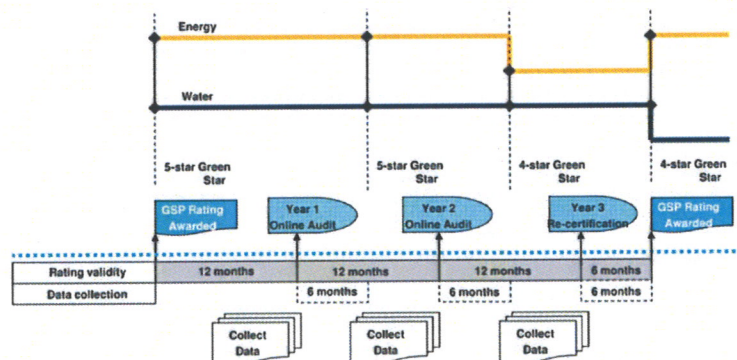 Energy
Water
5-star Green
Star
5-star Green
Star
4-star Green
Star
4-star Green
Star
GSP Rating
Awarded
Year 1
Online Audit
Year 2
Online Audit
Year 3
Re-certification
GSP Rating
Awarded
Rating validity
12 months
12 months
12 months
6 months
Data collection
6 months
6 months
6 months
Collect
Data
Collect
Data
Collect
Data